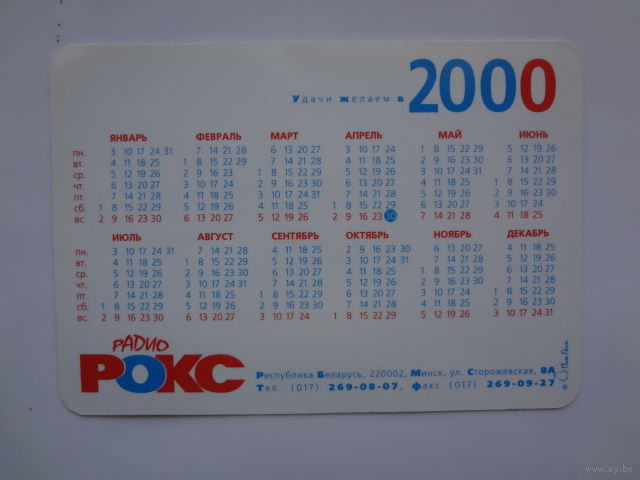 Удачи желаем в 2000
ЯНВАРЬ ФЕВРАЛЬ МАРТ АПРЕЛЬ МАЙ ИЮНЬ
пн. 3 10 17 24 31 7 14 21 28 6 13 20 27 3 10 17 24 1 8 15 22 29 5 12 19 26
вт. 4 11 18 25 1 8 15 22 29 7 14 21 28 4 11 18 25 2 9 16 23 30 6 13 20 27
ср. 5 12 19 26 2 9 16 23 1 8 15 22 29 5 12 19 26 3 10 17 24 31 7 14 21 28
чт. 6 13 20 27 3 10 17 24 2 9 16 23 30 6 13 20 27 4 11 18 25 1 8 15 22 29
пт. 7 14 21 28 4 11 18 25 3 10 17 24 31 7 14 21 28 5 12 19 26 2 9 16 23 30
сб. 1 8 15 22 29 5 12 19 26 4 11 18 25 1 8 15 22 29 6 13 20 27 3 10 17 24
вс. 2 9 16 23 30 6 13 20 27 5 12 19 26 2 9 16 23 30 7 14 21 28 4 11 18 25
ИЮЛЬ АВГУСТ СЕНТЯБРЬ ОКТЯБРЬ НОЯБРЬ ДЕКАБРЬ
пн. 3 10 17 24 31 7 14 21 28 4 11 18 25 2 9 16 23 30 6 13 20 27 4 11 18 25
вт. 4 11 18 25 1 8 15 22 29 5 12 19 26 3 10 17 24 31 7 14 21 28 5 12 19 26
ср. 5 12 19 26 2 9 16 23 30 6 13 20 27 4 11 18 25 1 8 15 22 29 6 13 20 27
чт. 6 13 20 27 3 10 17 24 31 7 14 21 28 5 12 19 26 2 9 16 23 30 7 14 21 28
пт. 7 14 21 28 4 11 18 25 1 8 15 22 29 6 13 20 27 3 10 17 24 1 8 15 22 29
сб. 1 8 15 22 29 5 12 19 26 2 9 16 23 30 7 14 21 28 4 11 18 25 2 9 16 23 30
вс. 2 9 16 23 30 6 13 20 27 3 10 17 24 1 8 15 22 29 5 12 19 26 3 10 17 24 31
РАДИО
РОКС
Республика Беларусь, 220002, Минск, ул. Сторожевская, 8А
Тел. (017) 269-08-07, факс (017) 269-09-27
www.ay.by